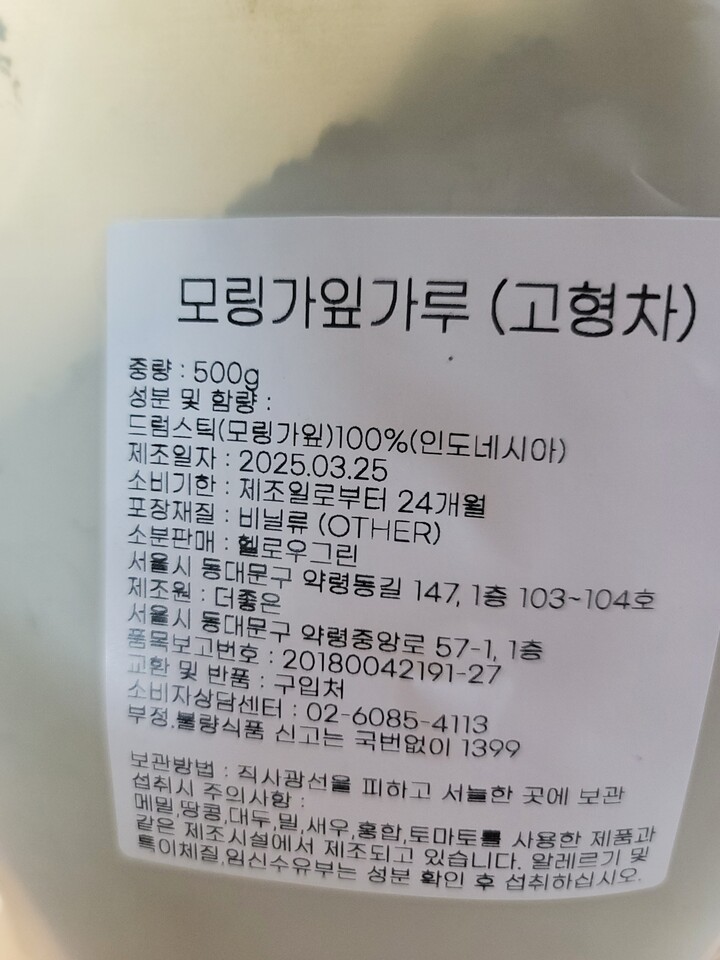 모링가잎가루 (고형차)
중량 : 500g
성분 및 함량 :
드럼스틱(모링가잎)100%(인도네시아)
제조일자 : 2025.03.25
소비기한 : 제조일로부터 24개월
포장재질 : 비닐류 (OTHER)
소분판매 : 헬로우그린
서울시 동대문구 약령동길 147, 1층 103~104호
제조원 : 더좋은
서울시 동대문구 약령중앙로 57-1, 1층
품목보고번호 : 20180042191-27
교환 및 반품 : 구입처
소비자상담센터 : 02-6085-4113
부정.불량식품 신고는 국번없이 1399
보관방법 : 직사광선을 피하고 서늘한 곳에 보관
섭취시 주의사항 :
메밀,땅콩,대두,밀,새우,홍합,토마토를 사용한 제품과
같은 제조시설에서 제조되고 있습니다. 알레르기 및
특이체질,임신수유부는 성분 확인 후 섭취하십시오.